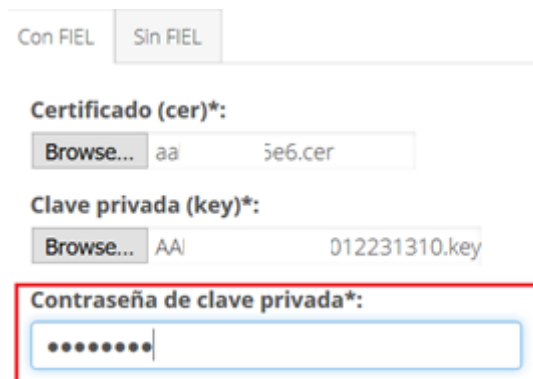 Con FIEL Sin FIEL
Certificado (cer)*:
Browse... aa 5e6.cer
Clave privada (key)*:
Browse... AA 012231310.key
Contraseña de clave privada*:
••••••••